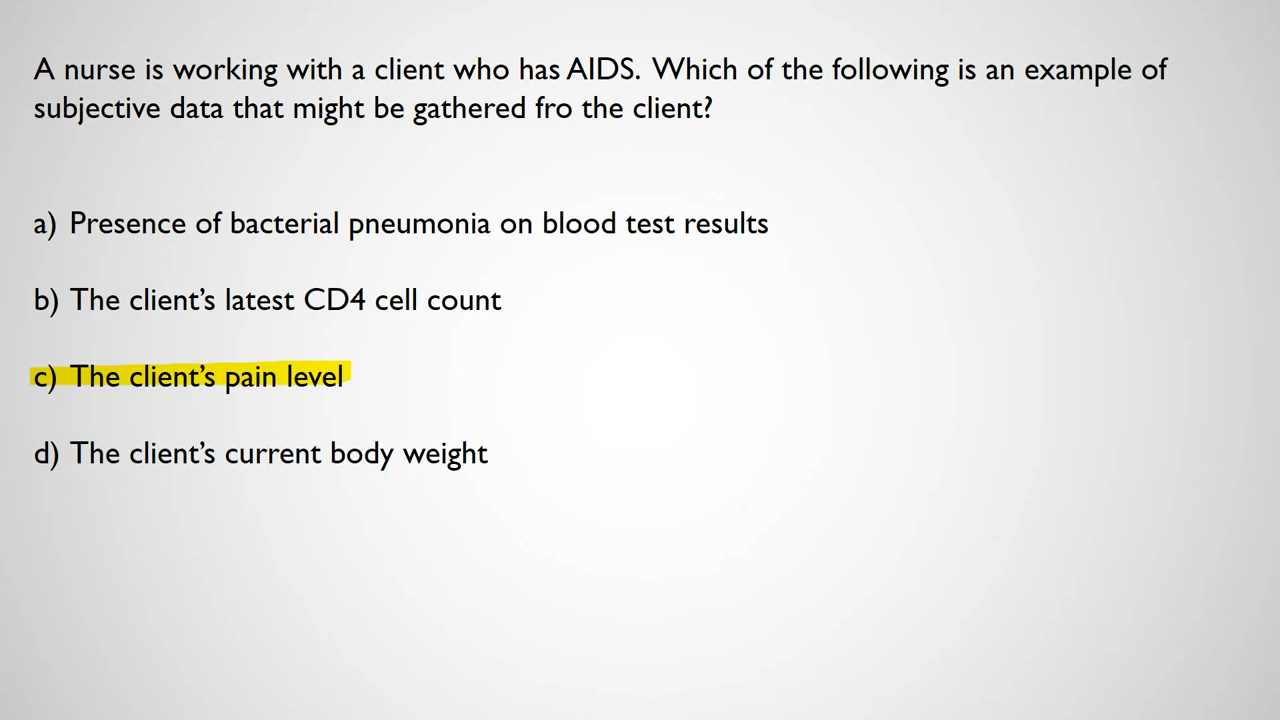 A nurse is working with a client who has AIDS. Which of the following is an example of
subjective data that might be gathered fro the client?
a) Presence of bacterial pneumonia on blood test results
b) The client’s latest CD4 cell count
c) The client’s pain level
d) The client’s current body weight